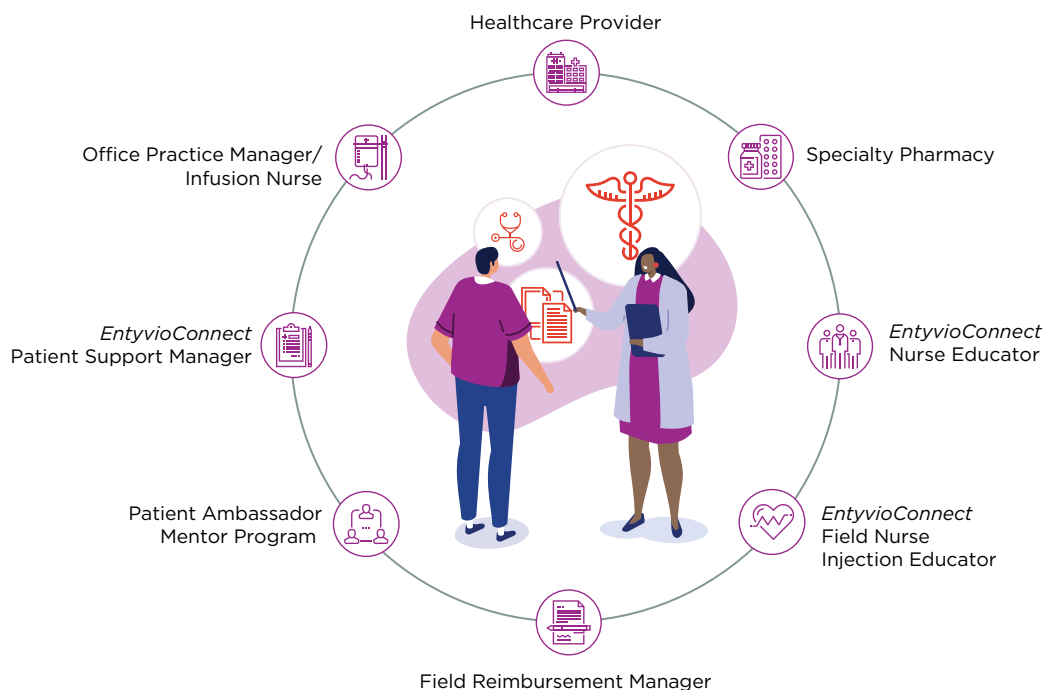 Healthcare Provider
Specialty Pharmacy
EntyvioConnect
Nurse Educator
EntyvioConnect
Field Nurse
Injection Educator
Field Reimbursement Manager
Patient Ambassador
Mentor Program
EntyvioConnect
Patient Support Manager
Office Practice Manager/
Infusion Nurse